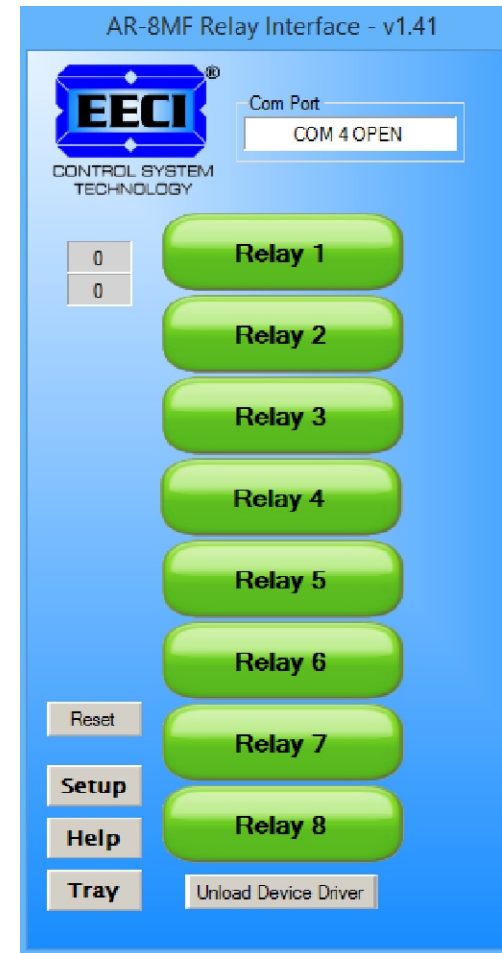 AR-8MF Relay Interface - v1.41
EECI ®
CONTROL SYSTEM
TECHNOLOGY
Com Port
COM 4 OPEN
0
0
Relay 1
Relay 2
Relay 3
Relay 4
Relay 5
Relay 6
Relay 7
Relay 8
Reset
Setup
Help
Tray
Unload Device Driver